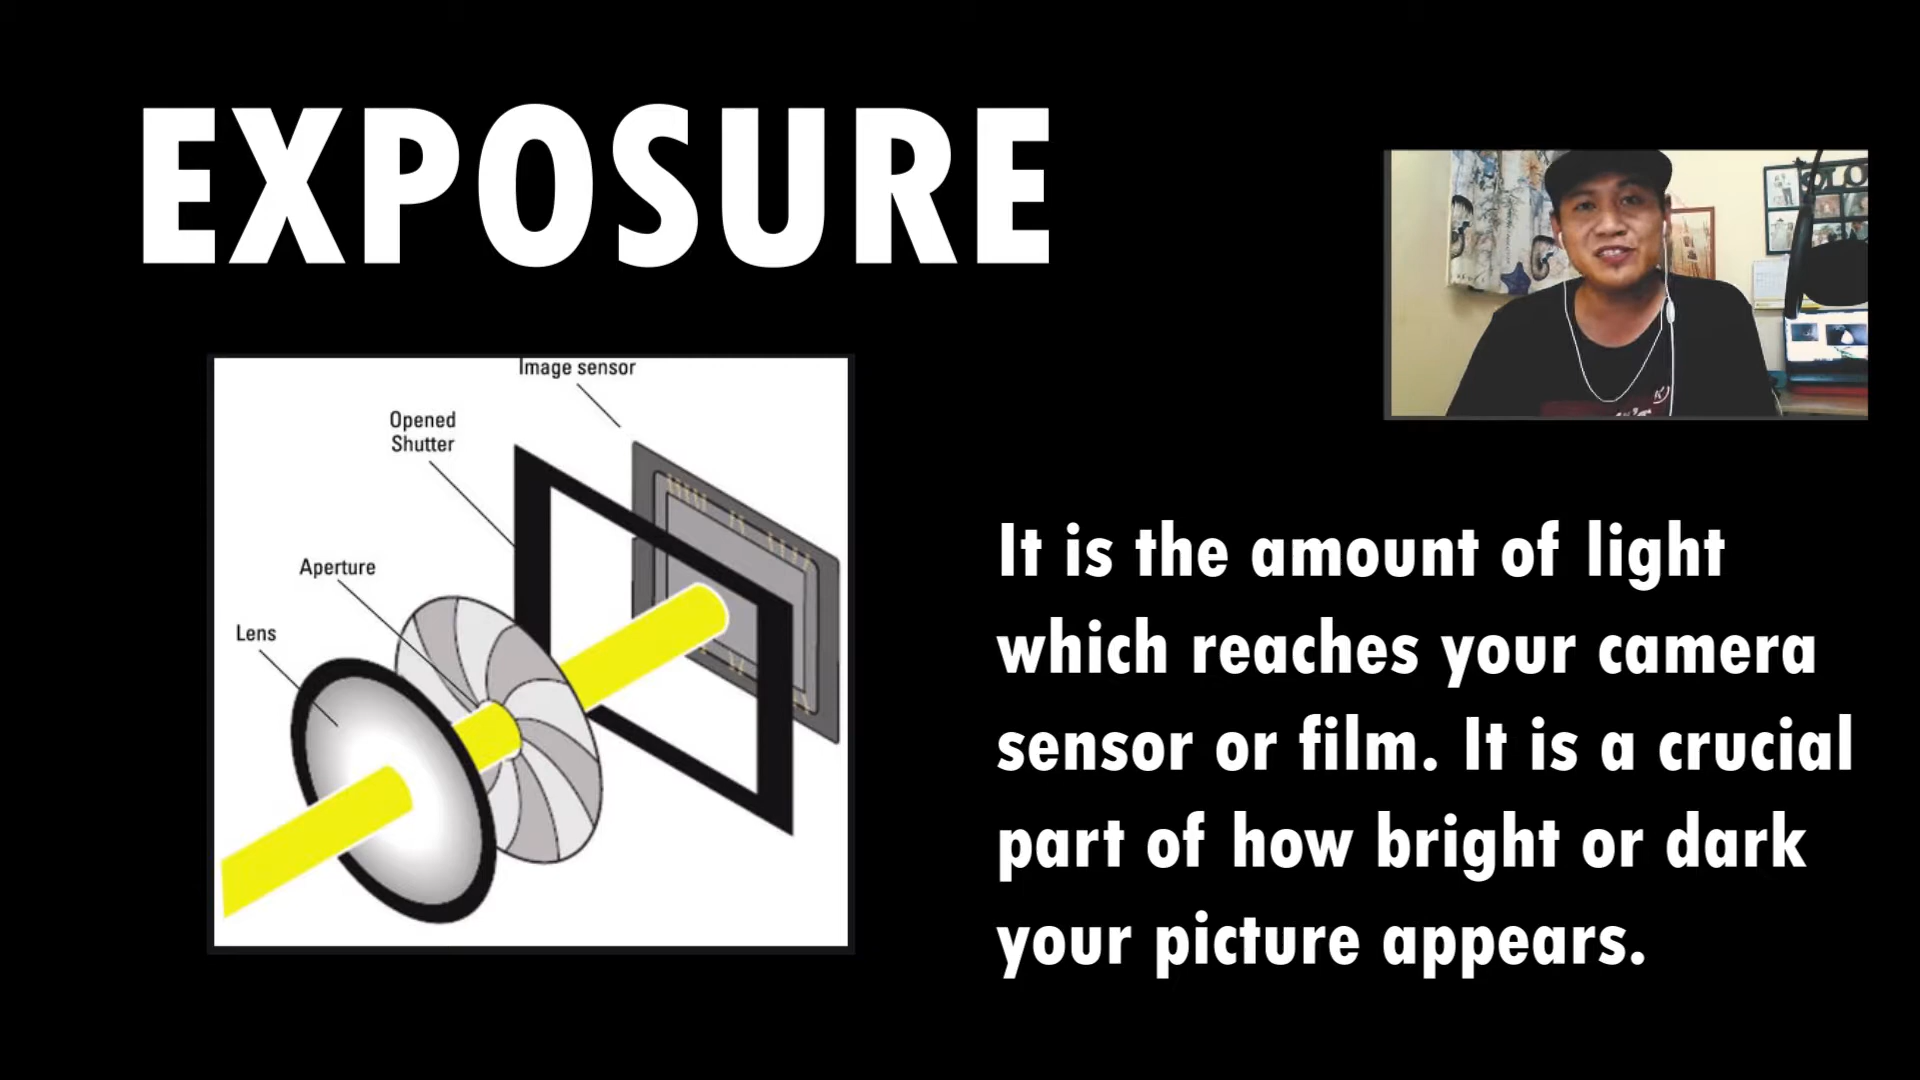 EXPOSURE
Image sensor
Opened
Shutter
Aperture
Lens
It is the amount of light
which reaches your camera
sensor or film. It is a crucial
part of how bright or dark
your picture appears.